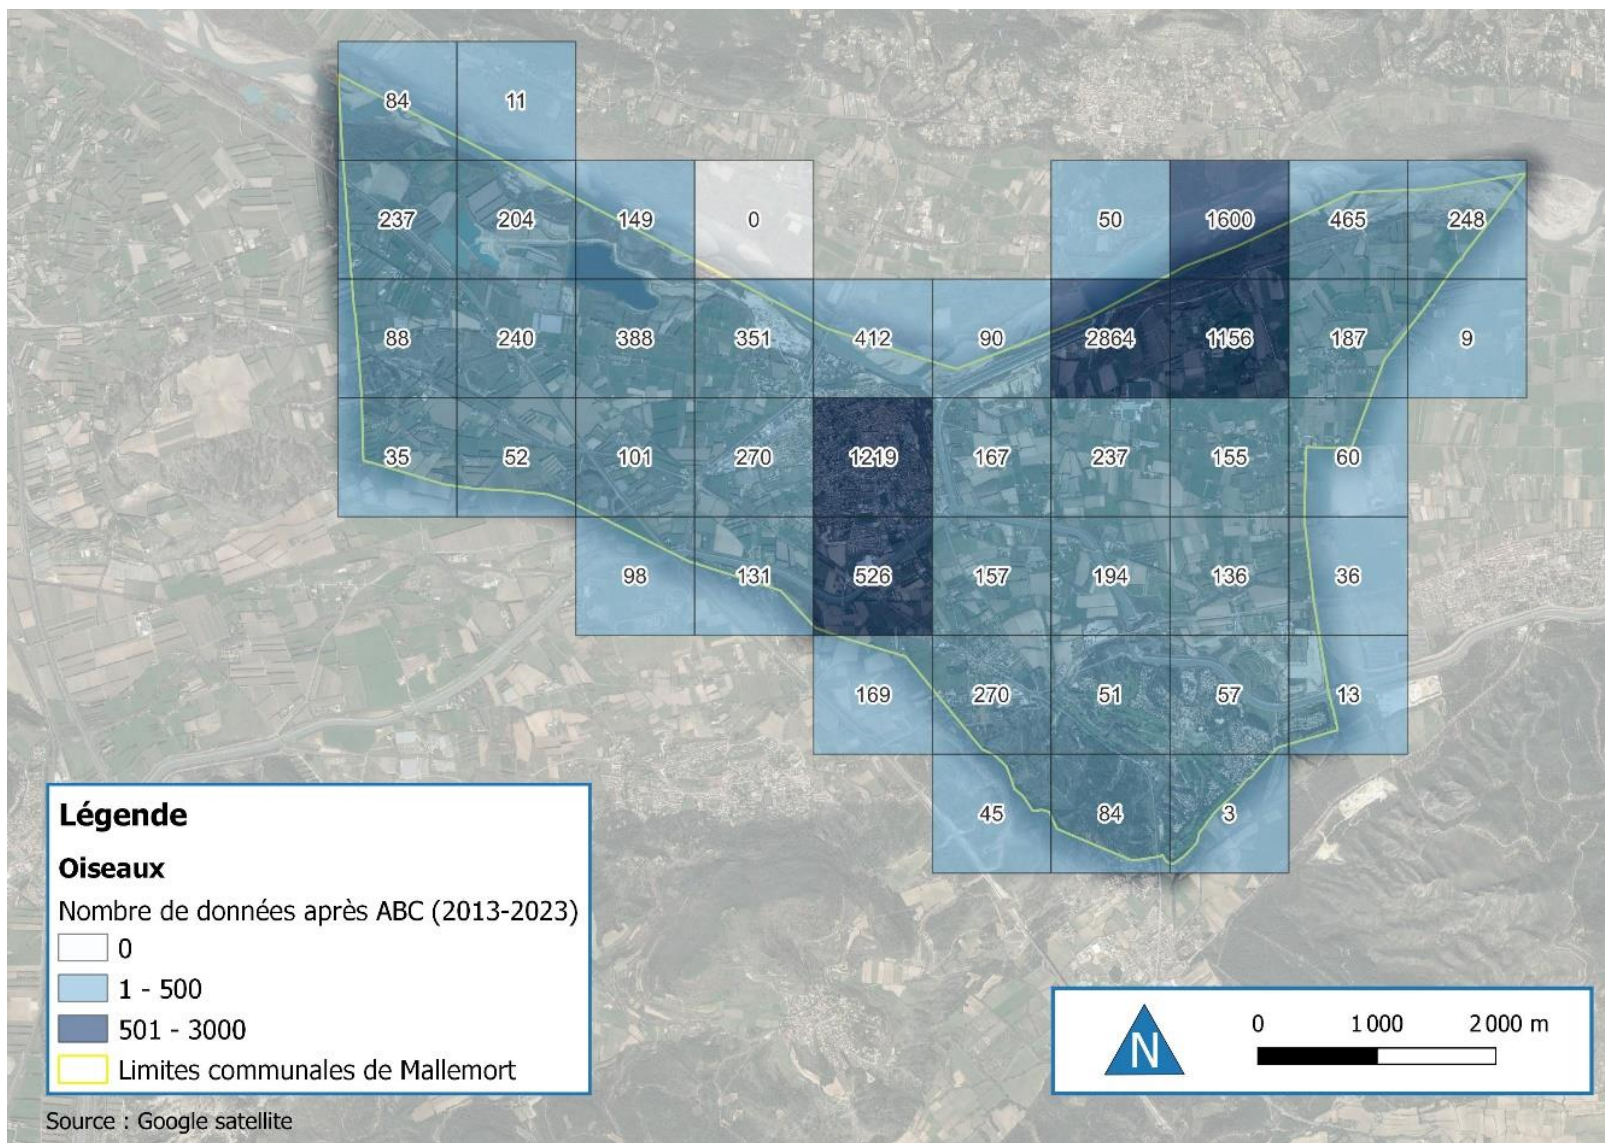 84 11
237 204 149 0 50 1600 465 248
88 240 388 351 412 90 2864 1156 187 9
35 52 101 270 1219 167 237 155 60
98 131 526 157 194 136 36
169 270 51 57 13
45 84 3
Légende
Oiseaux
Nombre de données après ABC (2013-2023)
0
1 - 500
501 - 3000
Limites communales de Mallemort
N
0 1 000 2 000 m
Source : Google satellite